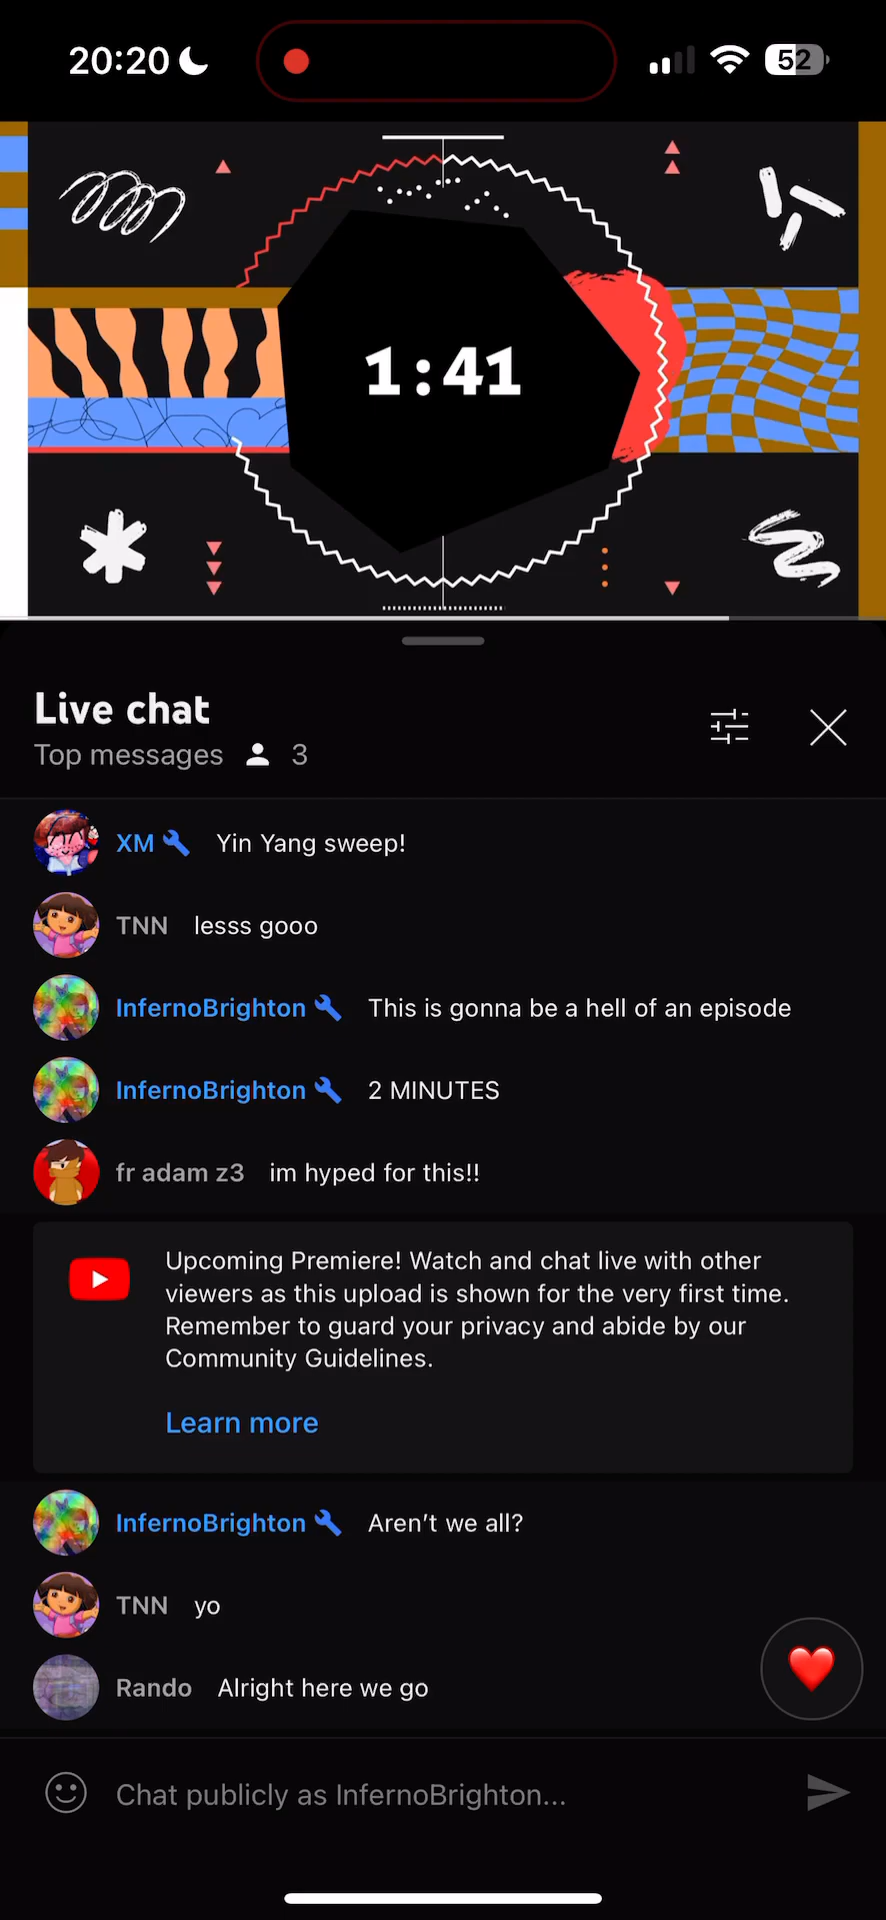 20:20
52
1:41
Live chat
Top messages 3
XM Yin Yang sweep!
TNN lesss gooo
InfernoBrighton This is gonna be a hell of an episode
InfernoBrighton 2 MINUTES
fr adam z3 im hyped for this!!
Upcoming Premiere! Watch and chat live with other
viewers as this upload is shown for the very first time.
Remember to guard your privacy and abide by our
Community Guidelines.
Learn more
InfernoBrighton Aren’t we all?
TNN yo
Rando Alright here we go
Chat publicly as InfernoBrighton...